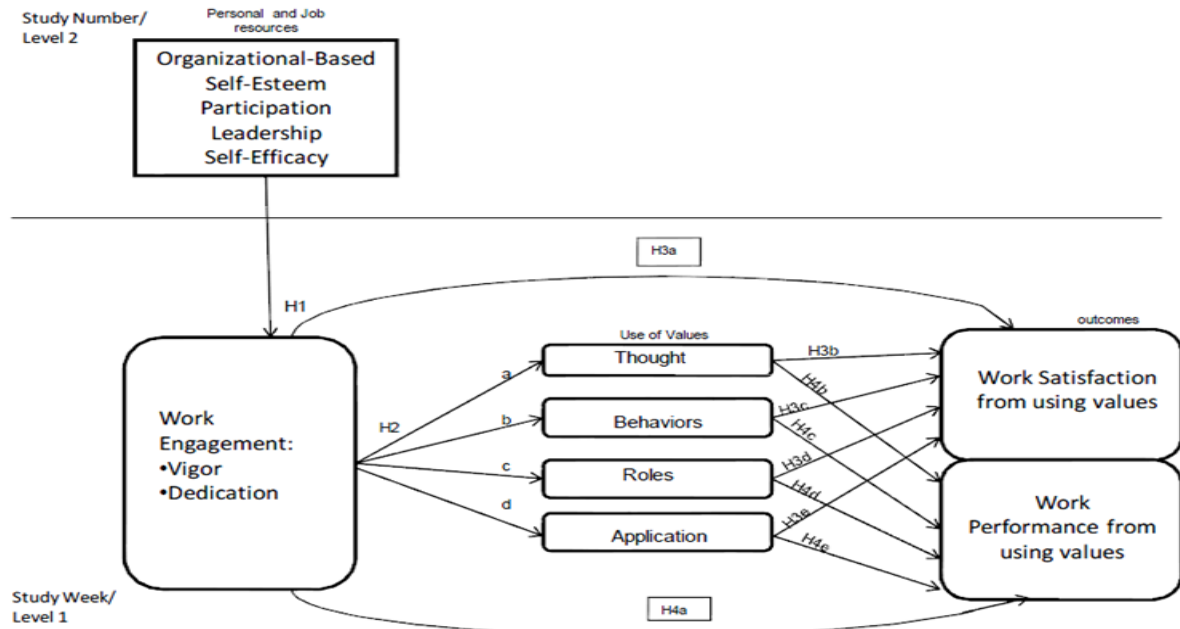 Study Number/
Level 2
Personal and Job
resources
Organizational-Based
Self-Esteem
Participation
Leadership
Self-Efficacy
H3a
H1
outcomes
Use of Values
Thought
H3b
a
H4b
Work Satisfaction
from using values
H3c
b
Behaviors
H2
H4c
Work
Engagement:
•Vigor
•Dedication
H3d
c
Roles
H4d
d
H3e
Application
H4e
Work
Performance from
using values
Study Week/
Level 1
H4a